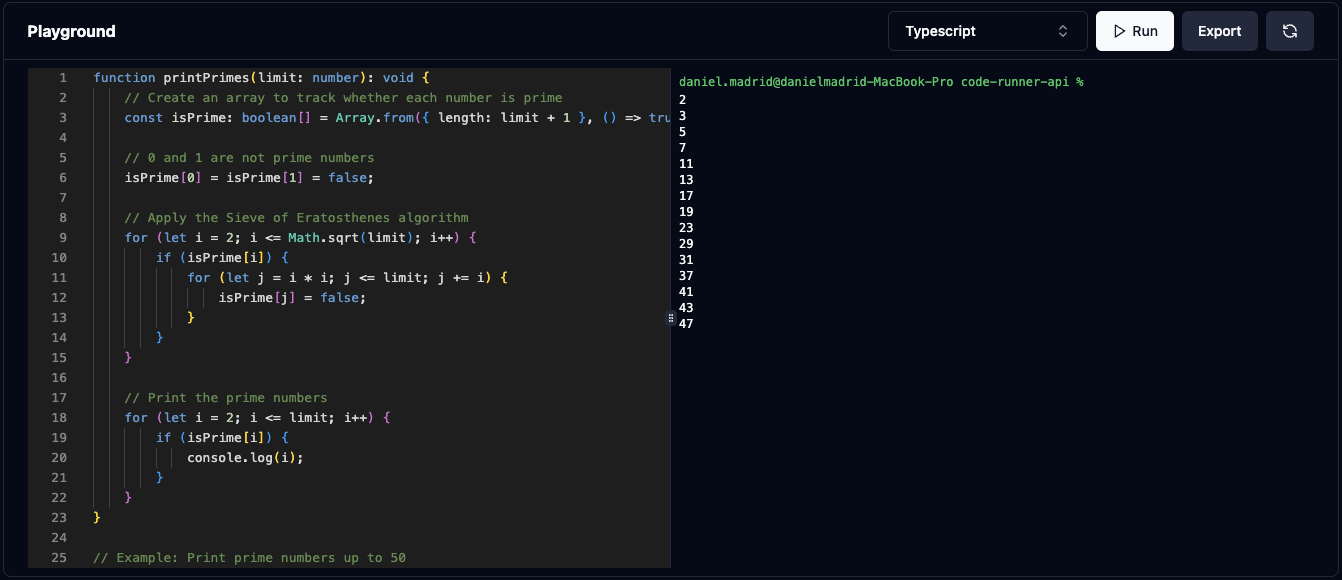 Playground
Typescript
Run
Export
1 function printPrimes(limit: number): void {
2 // Create an array to track whether each number is prime
3 const isPrime: boolean[] = Array.from({ length: limit + 1 }, () => tru
4
5 // 0 and 1 are not prime numbers
6 isPrime[0] = isPrime[1] = false;
7
8 // Apply the Sieve of Eratosthenes algorithm
9 for (let i = 2; i <= Math.sqrt(limit); i++) {
10 if (isPrime[i]) {
11 for (let j = i * i; j <= limit; j += i) {
12 isPrime[j] = false;
13 }
14 }
15 }
16
17 // Print the prime numbers
18 for (let i = 2; i <= limit; i++) {
19 if (isPrime[i]) {
20 console.log(i);
21 }
22 }
23 }
24
25 // Example: Print prime numbers up to 50
daniel.madrid@danielmadrid-MacBook-Pro code-runner-api %
2
3
5
7
11
13
17
19
23
29
31
37
41
43
47